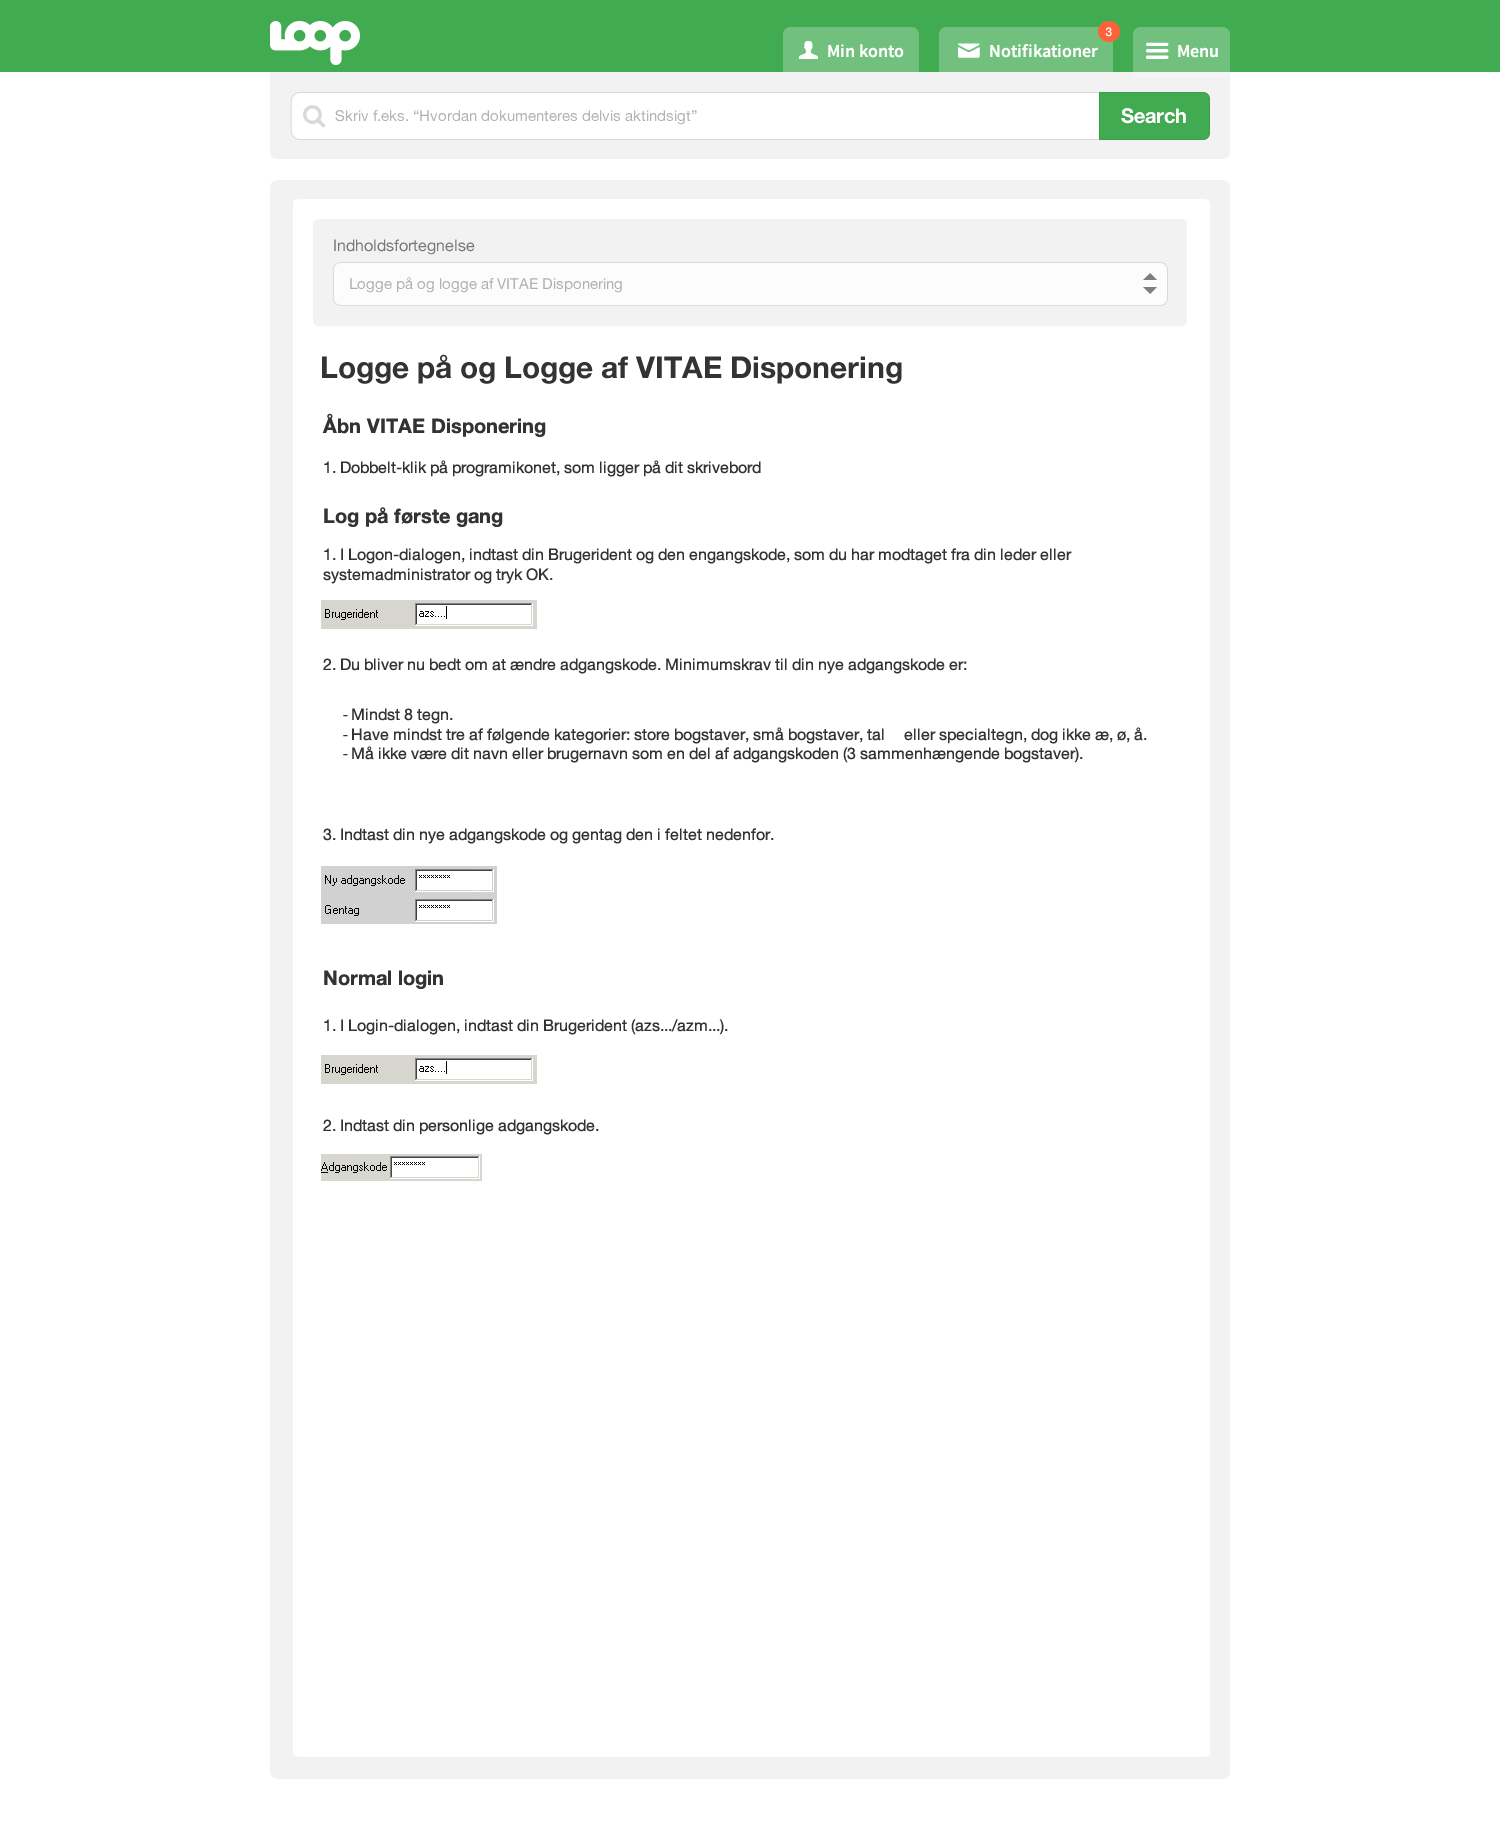 Loop
Min konto
Notifikationer
3
Menu
Skriv f.eks. “Hvordan dokumenteres delvis aktindsigt”
Search
Indholdsfortegnelse
Logge på og logge af VITAE Disponering
Logge på og Logge af VITAE Disponering
Åbn VITAE Disponering
1. Dobbelt-klik på programikonet, som ligger på dit skrivebord
Log på første gang
1. I Logon-dialogen, indtast din Brugerident og den engangskode, som du har modtaget fra din leder eller
systemadministrator og tryk OK.
Brugerident azs....
2. Du bliver nu bedt om at ændre adgangskode. Minimumskrav til din nye adgangskode er:
- Mindst 8 tegn.
- Have mindst tre af følgende kategorier: store bogstaver, små bogstaver, tal eller specialtegn, dog ikke æ, ø, å.
- Må ikke være dit navn eller brugernavn som en del af adgangskoden (3 sammenhængende bogstaver).
3. Indtast din nye adgangskode og gentag den i feltet nedenfor.
Ny adgangskode ********
Gentag ********
Normal login
1. I Login-dialogen, indtast din Brugerident (azs.../azm...).
Brugerident azs....
2. Indtast din personlige adgangskode.
Adgangskode ********